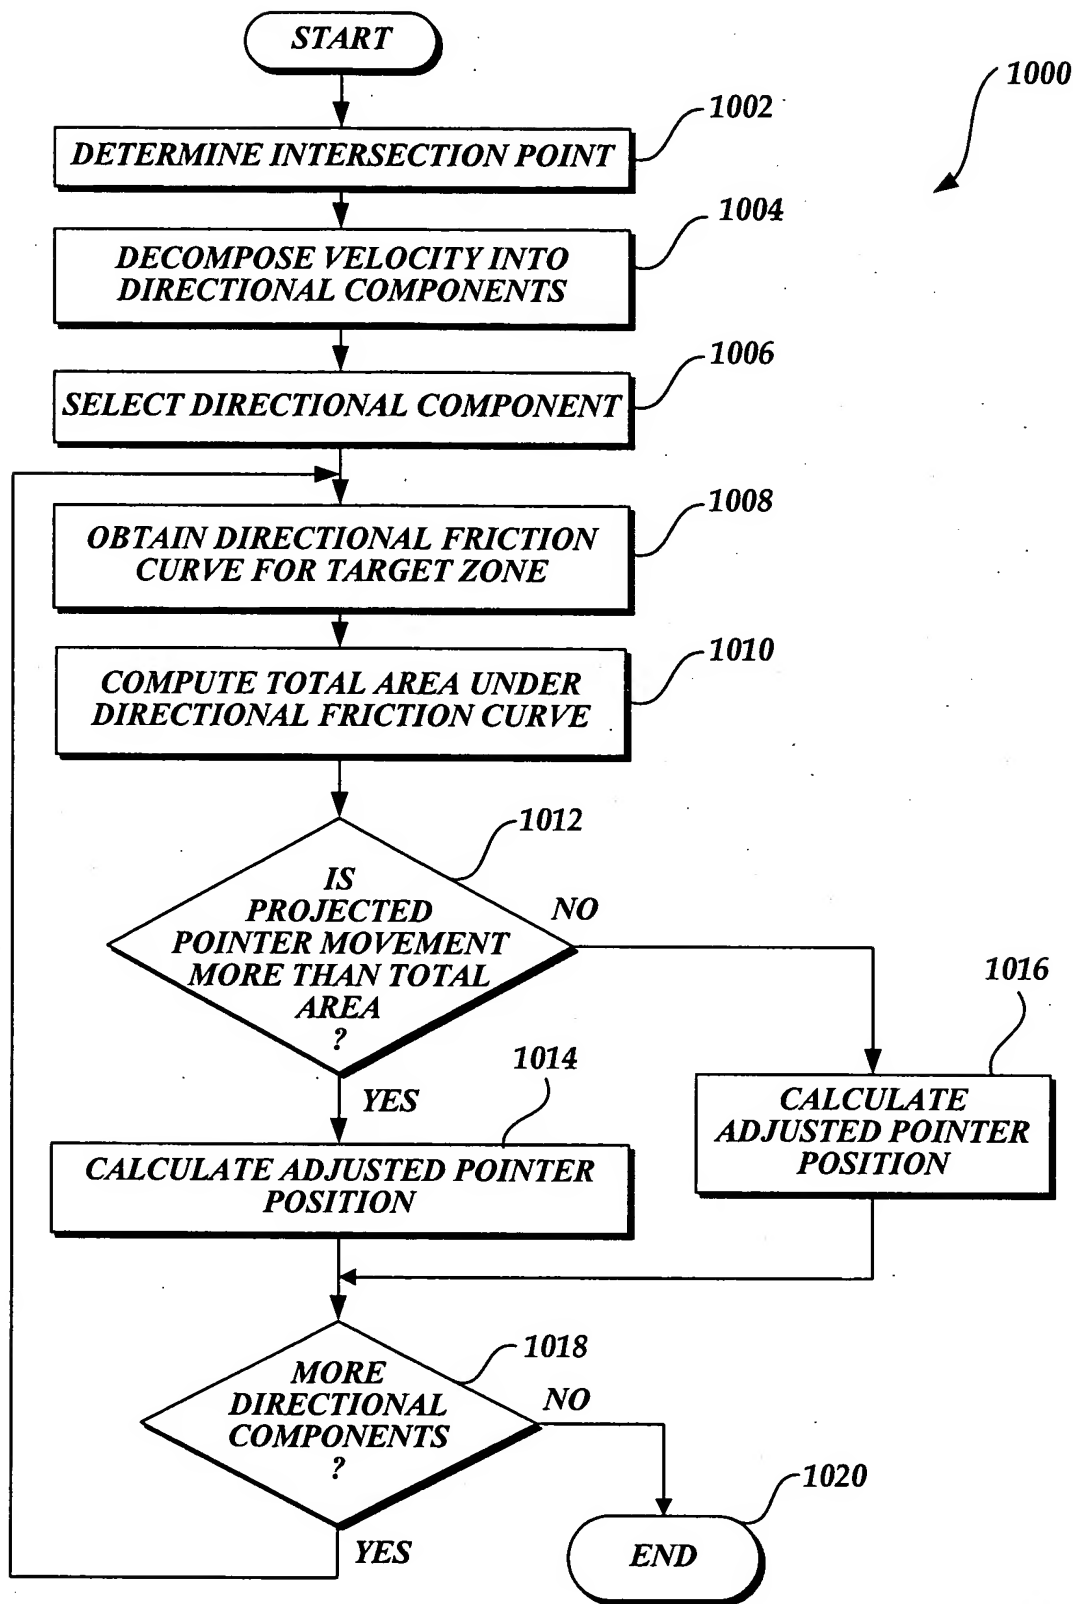 START
1000
1002
DETERMINE INTERSECTION POINT
1004
DECOMPOSE VELOCITY INTO
DIRECTIONAL COMPONENTS
1006
SELECT DIRECTIONAL COMPONENT
1008
OBTAIN DIRECTIONAL FRICTION
CURVE FOR TARGET ZONE
1010
COMPUTE TOTAL AREA UNDER
DIRECTIONAL FRICTION CURVE
1012
IS
PROJECTED
POINTER MOVEMENT
MORE THAN TOTAL
AREA
?
NO
1016
CALCULATE
ADJUSTED POINTER
POSITION
YES
1014
CALCULATE ADJUSTED POINTER
POSITION
1018
MORE
DIRECTIONAL
COMPONENTS
?
NO
YES
1020
END